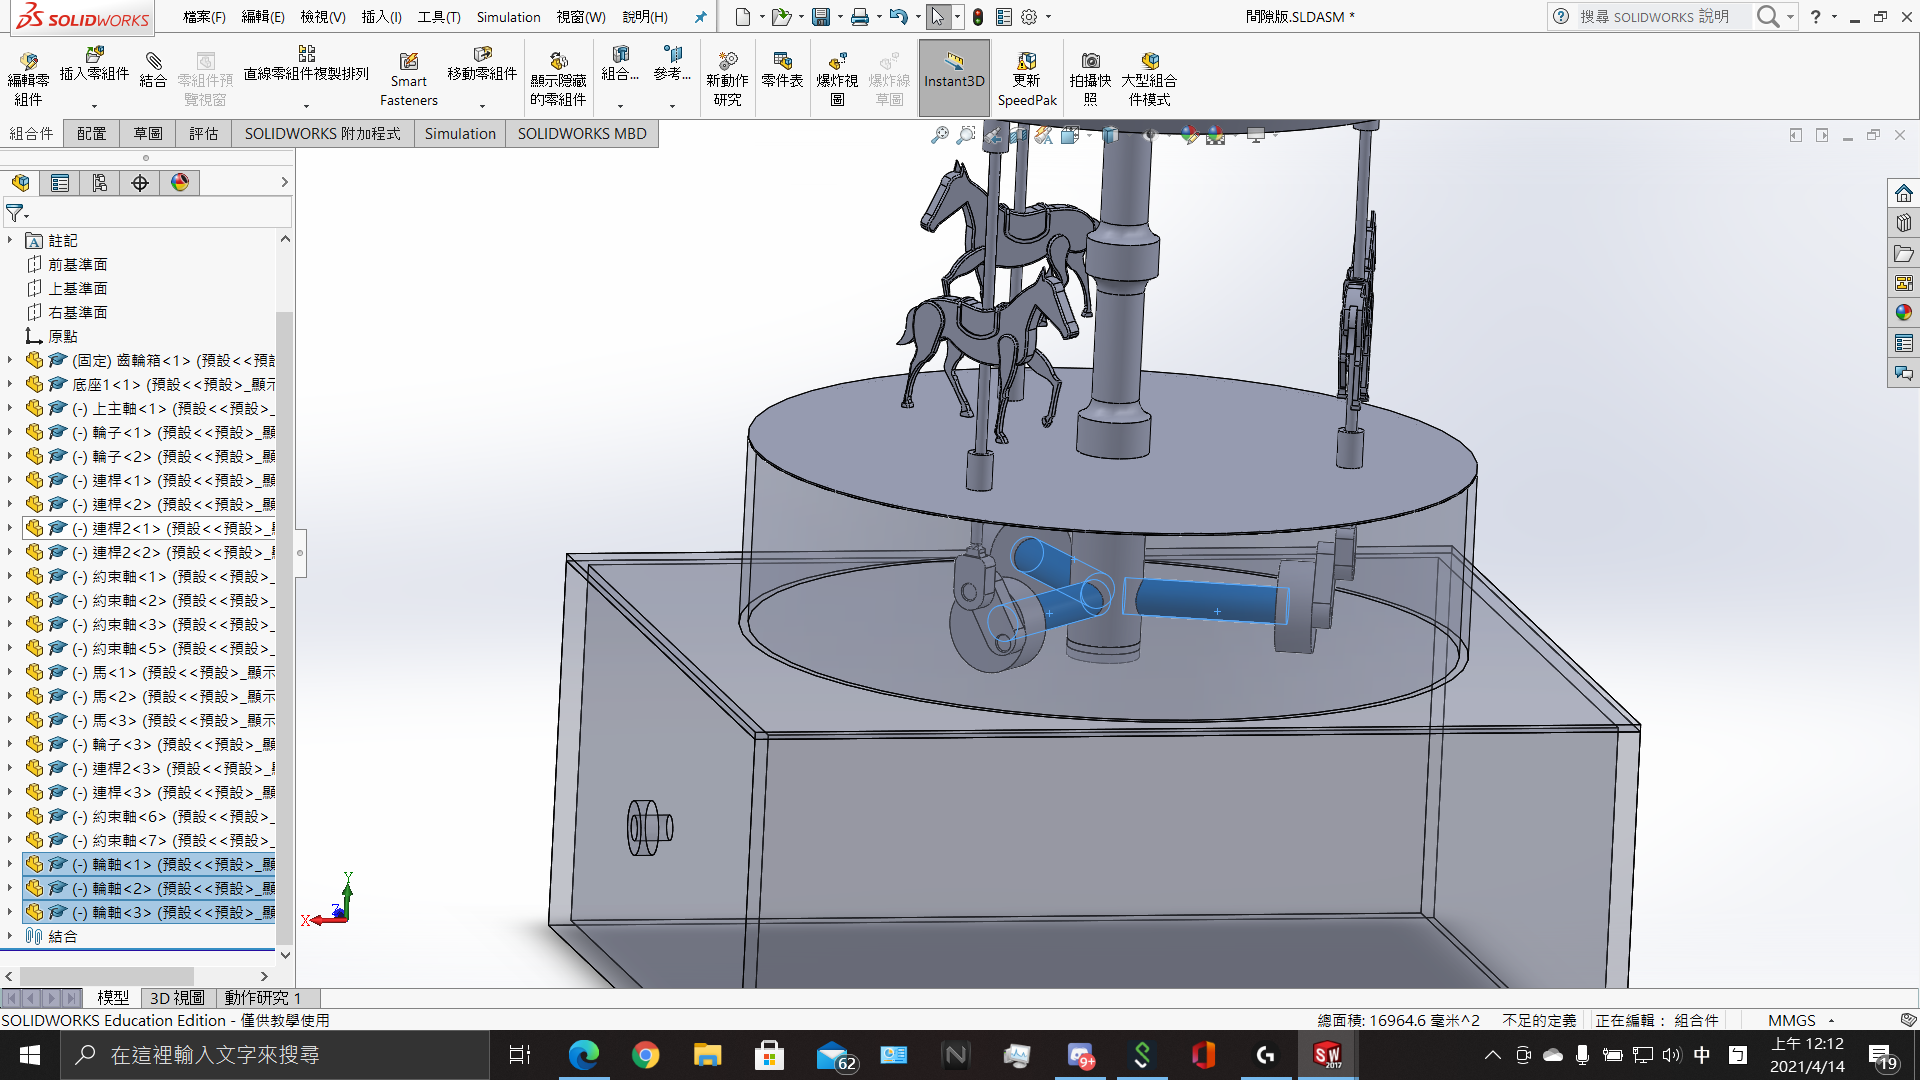 SOLIDWORKS
檔案(F) 編輯(E) 檢視(V) 插入(I) 工具(T) Simulation 視窗(W) 說明(H)
間隙版.SLDASM *
搜尋 SOLIDWORKS 說明
編輯零組件
插入零組件
結合
零組件預覽視窗
直線零組件複製排列
Smart Fasteners
移動零組件
顯示隱藏的零組件
組合...
參考...
新動作研究
零件表
爆炸視圖
爆炸線草圖
Instant3D
更新 SpeedPak
拍攝快照
大型組合件模式
組合件 配置 草圖 評估 SOLIDWORKS 附加程式 Simulation SOLIDWORKS MBD
註記
前基準面
上基準面
右基準面
原點
(固定) 齒輪箱<1> (預設<<預設
底座1<1> (預設<<預設>_顯示
(-) 上主軸<1> (預設<<預設>_
(-) 輪子<1> (預設<<預設>_顯
(-) 輪子<2> (預設<<預設>_顯
(-) 連桿<1> (預設<<預設>_顯
(-) 連桿<2> (預設<<預設>_顯
(-) 連桿2<1> (預設<<預設>_顯
(-) 連桿2<2> (預設<<預設>_顯
(-) 約束軸<1> (預設<<預設>_
(-) 約束軸<2> (預設<<預設>_
(-) 約束軸<3> (預設<<預設>_
(-) 約束軸<5> (預設<<預設>_
(-) 馬<1> (預設<<預設>_顯示
(-) 馬<2> (預設<<預設>_顯示
(-) 馬<3> (預設<<預設>_顯示
(-) 輪子<3> (預設<<預設>_顯
(-) 連桿2<3> (預設<<預設>_顯
(-) 連桿<3> (預設<<預設>_顯
(-) 約束軸<6> (預設<<預設>_
(-) 約束軸<7> (預設<<預設>_
(-) 輪軸<1> (預設<<預設>_顯
(-) 輪軸<2> (預設<<預設>_顯
(-) 輪軸<3> (預設<<預設>_顯
結合
Y
Z
X
模型 3D 視圖 動作研究 1
SOLIDWORKS Education Edition - 僅供教學使用
總面積: 16964.6 毫米^2 不足的定義 正在編輯： 組合件 MMGS
在這裡輸入文字來搜尋
62
9+
SW 2017
中
上午 12:12
2021/4/14
19